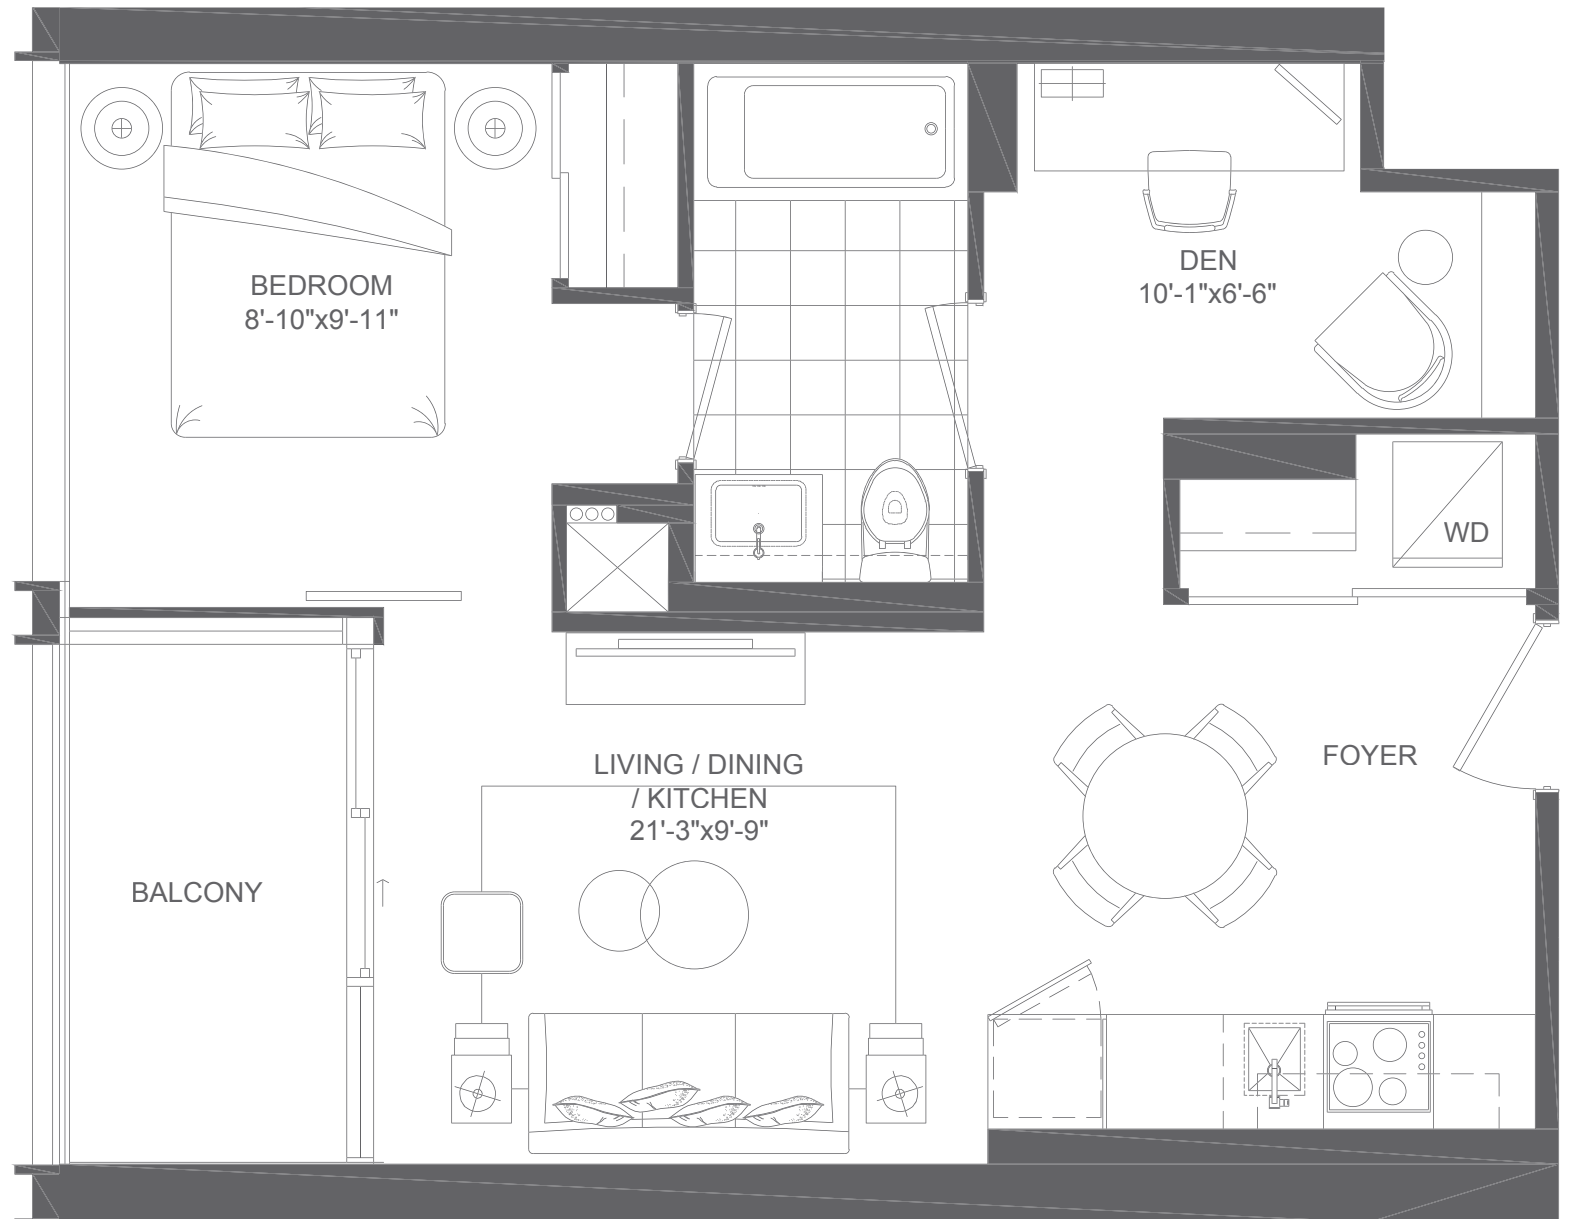 BEDROOM
8'-10"x9'-11"
DEN
10'-1"x6'-6"
WD
LIVING / DINING
/ KITCHEN
21'-3"x9'-9"
FOYER
BALCONY